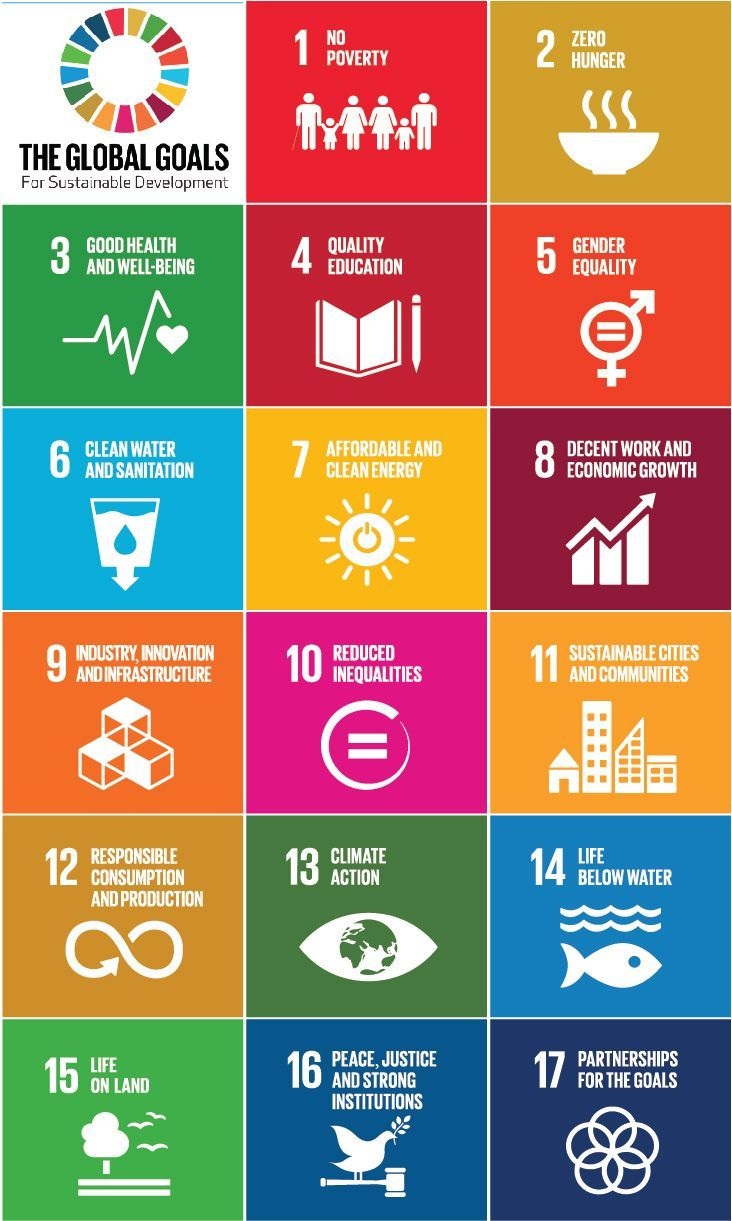 THE GLOBAL GOALS
For Sustainable Development
1 NO
POVERTY
2 ZERO
HUNGER
3 GOOD HEALTH
AND WELL-BEING
4 QUALITY
EDUCATION
5 GENDER
EQUALITY
6 CLEAN WATER
AND SANITATION
7 AFFORDABLE AND
CLEAN ENERGY
8 DECENT WORK AND
ECONOMIC GROWTH
9 INDUSTRY, INNOVATION
AND INFRASTRUCTURE
10 REDUCED
INEQUALITIES
11 SUSTAINABLE CITIES
AND COMMUNITIES
12 RESPONSIBLE
CONSUMPTION
AND PRODUCTION
13 CLIMATE
ACTION
14 LIFE
BELOW WATER
15 LIFE
ON LAND
16 PEACE, JUSTICE
AND STRONG
INSTITUTIONS
17 PARTNERSHIPS
FOR THE GOALS